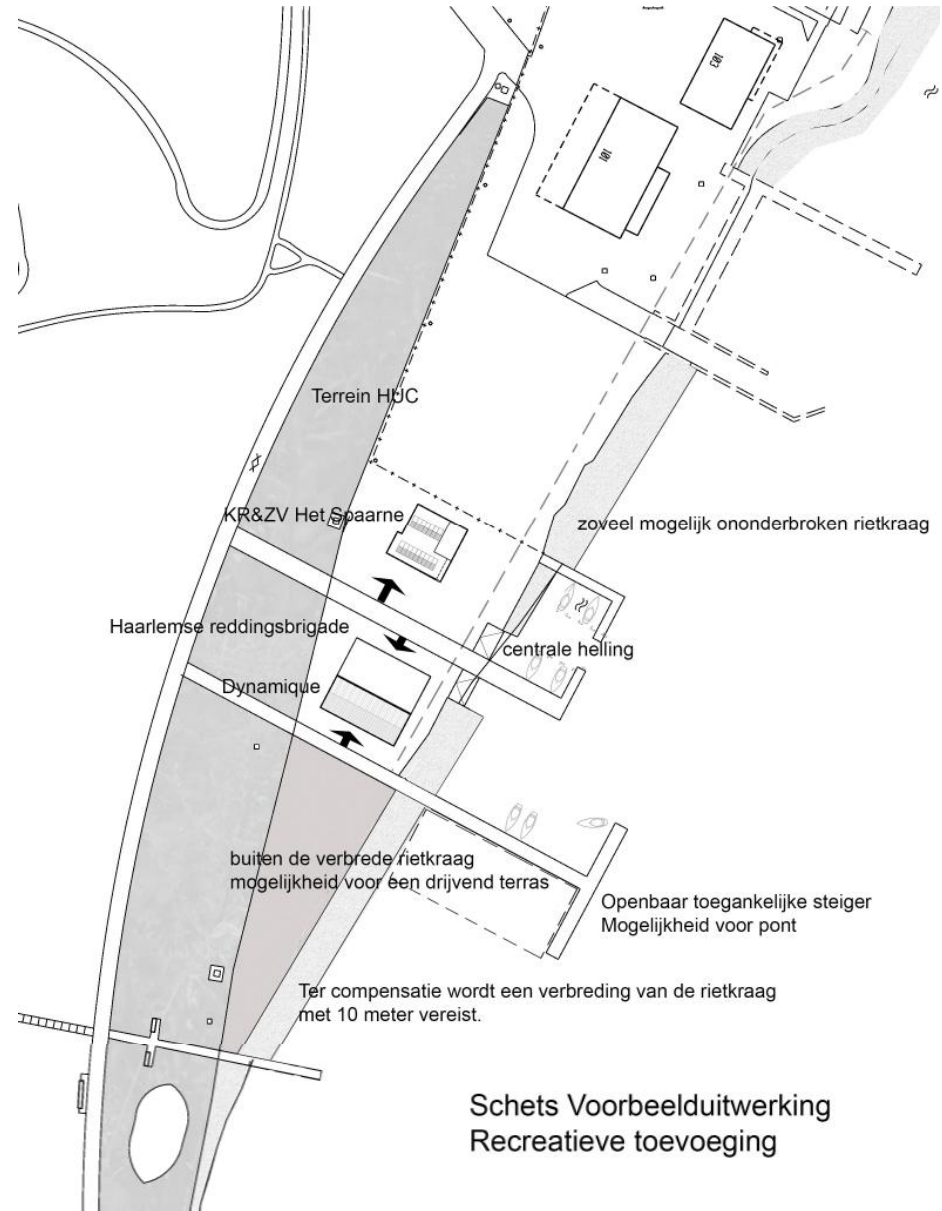 103
101
Terrein HUC
KR&ZV Het Spaarne
zoveel mogelijk ononderbroken rietkraag
Haarlemse reddingsbrigade
centrale helling
Dynamique
buiten de verbrede rietkraag
mogelijkheid voor een drijvend terras
Openbaar toegankelijke steiger
Mogelijkheid voor pont
Ter compensatie wordt een verbreding van de rietkraag
met 10 meter vereist.
Schets Voorbeelduitwerking
Recreatieve toevoeging